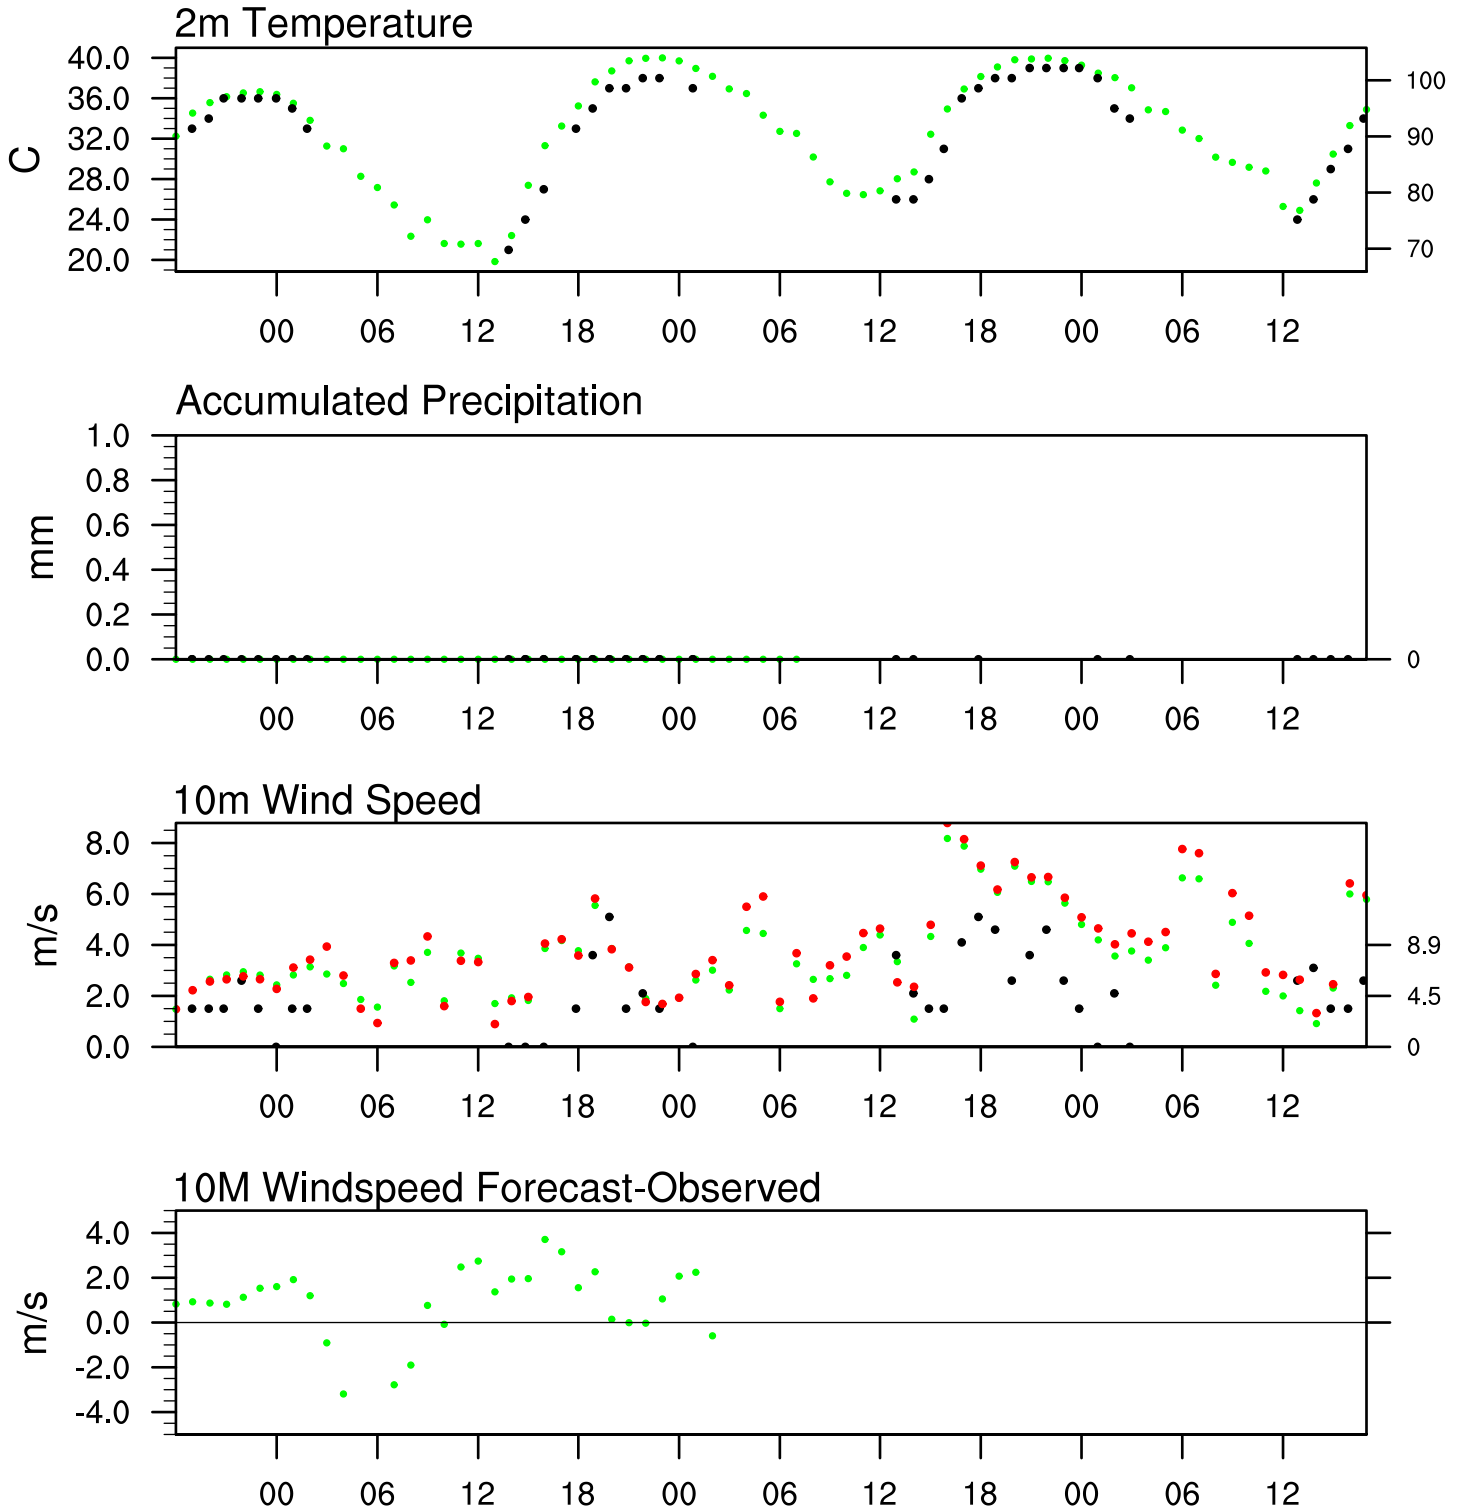 2m Temperature
40.0
36.0
32.0
28.0
24.0
20.0
C
100
90
80
70
00 06 12 18 00 06 12 18 00 06 12
Accumulated Precipitation
1.0
0.8
0.6
0.4
0.2
0.0
mm
0
00 06 12 18 00 06 12 18 00 06 12
10m Wind Speed
8.0
6.0
4.0
2.0
0.0
m/s
8.9
4.5
0
00 06 12 18 00 06 12 18 00 06 12
10M Windspeed Forecast-Observed
4.0
2.0
0.0
-2.0
-4.0
m/s
00 06 12 18 00 06 12 18 00 06 12